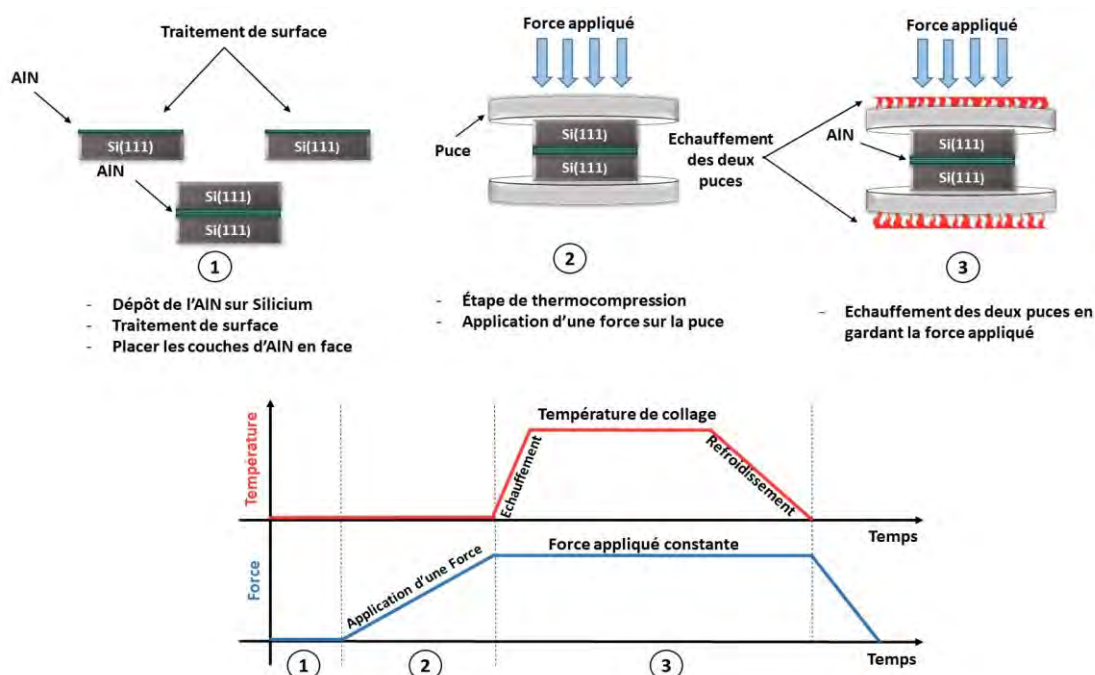 Traitement de surface
AlN
Si(111)
Si(111)
AlN
Si(111)
Si(111)
1
- Dépôt de l'AlN sur Silicium
- Traitement de surface
- Placer les couches d'AlN en face
Force appliqué
Puce
Si(111)
Si(111)
2
- Étape de thermocompression
- Application d'une force sur la puce
Force appliqué
Echauffement
des deux
puces
AlN
Si(111)
Si(111)
3
- Echauffement des deux puces en
gardant la force appliqué
Température
Echauffement
Température de collage
Refroidissement
Temps
Force
Application d'une Force
Force appliqué constante
Temps
1
2
3